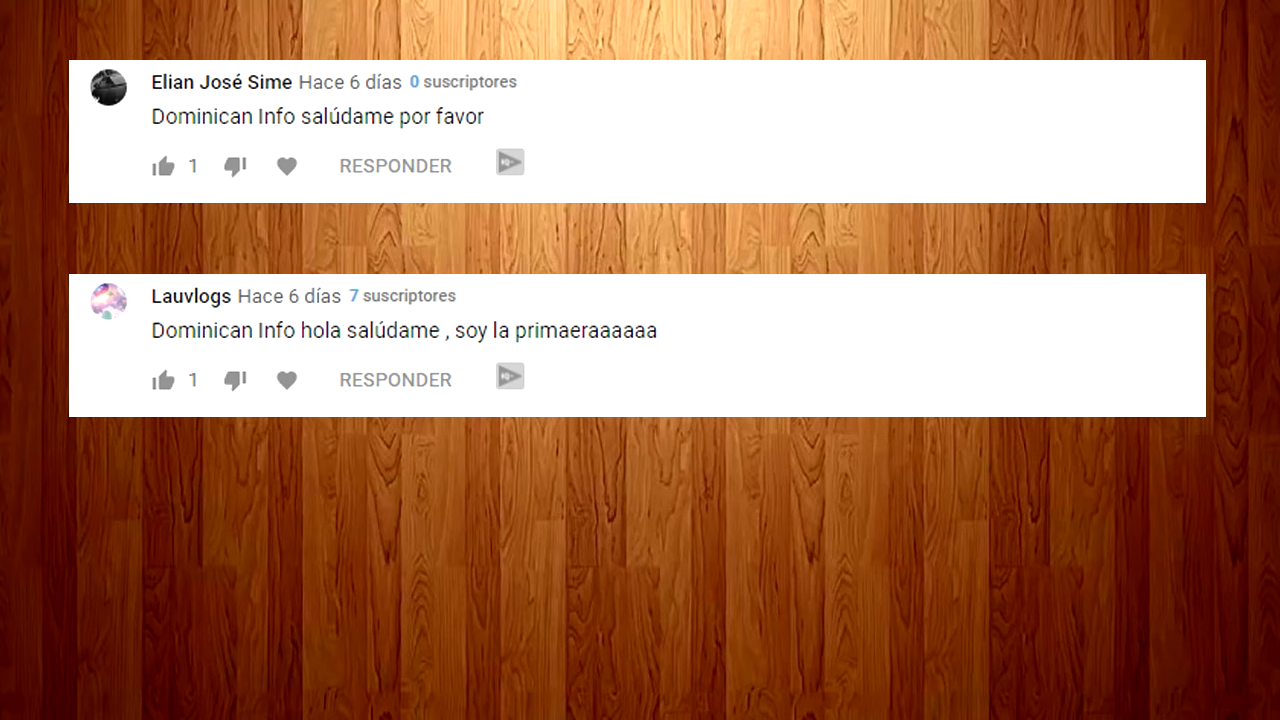 Elian José Sime Hace 6 días 0 suscriptores
Dominican Info salúdame por favor
1 RESPONDER
Lauvlogs Hace 6 días 7 suscriptores
Dominican Info hola salúdame , soy la primaeraaaaaa
1 RESPONDER